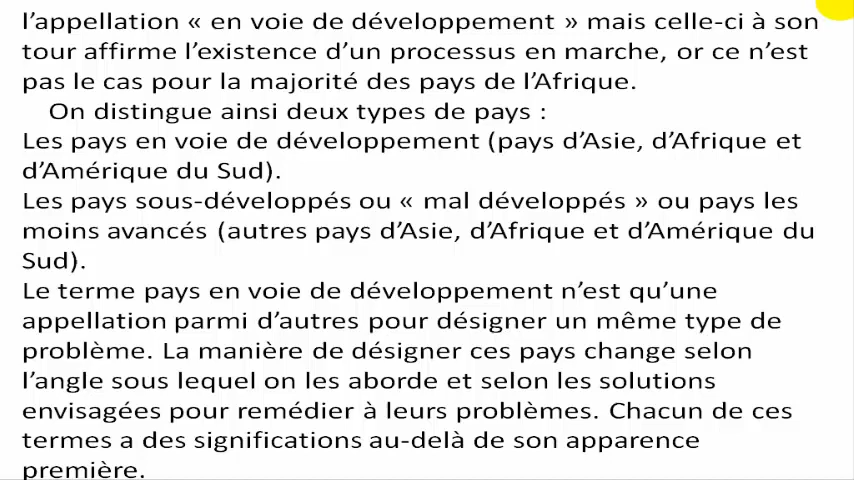 l’appellation « en voie de développement » mais celle-ci à son
tour affirme l’existence d’un processus en marche, or ce n’est
pas le cas pour la majorité des pays de l’Afrique.
On distingue ainsi deux types de pays :
Les pays en voie de développement (pays d’Asie, d’Afrique et
d’Amérique du Sud).
Les pays sous-développés ou « mal développés » ou pays les
moins avancés (autres pays d’Asie, d’Afrique et d’Amérique du
Sud).
Le terme pays en voie de développement n’est qu’une
appellation parmi d’autres pour désigner un même type de
problème. La manière de désigner ces pays change selon
l’angle sous lequel on les aborde et selon les solutions
envisagées pour remédier à leurs problèmes. Chacun de ces
termes a des significations au-delà de son apparence
première.